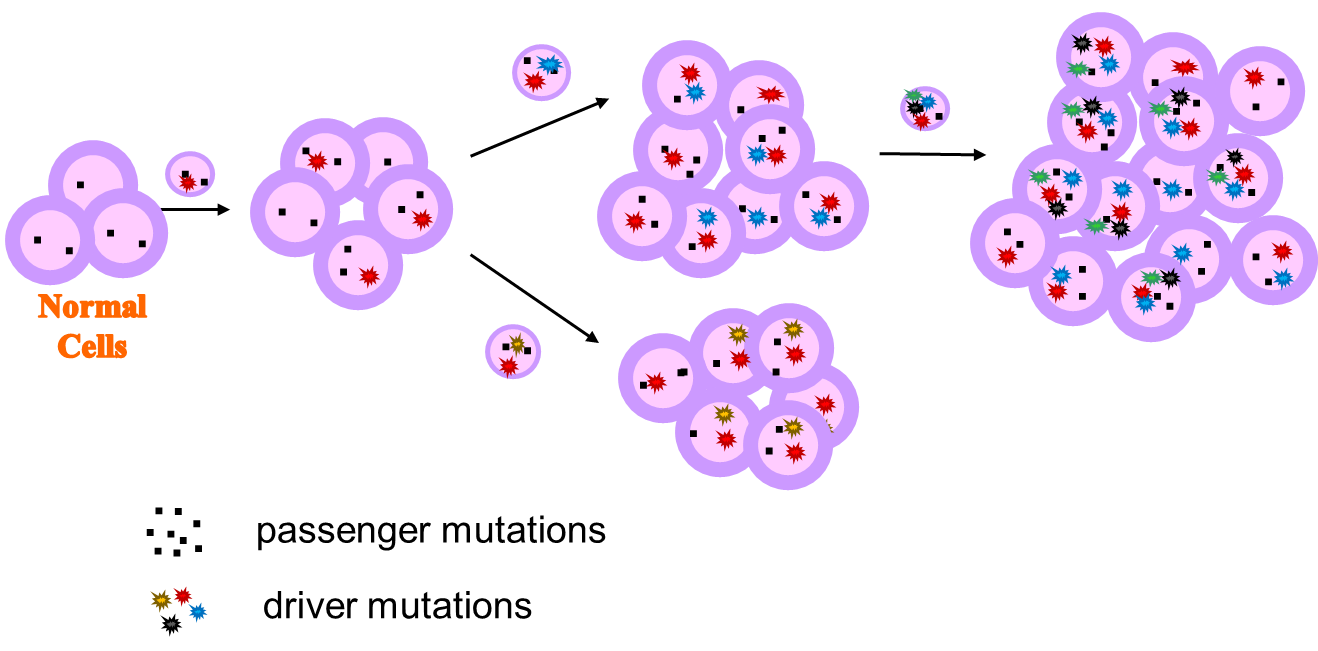 Normal
Cells
passenger mutations
driver mutations